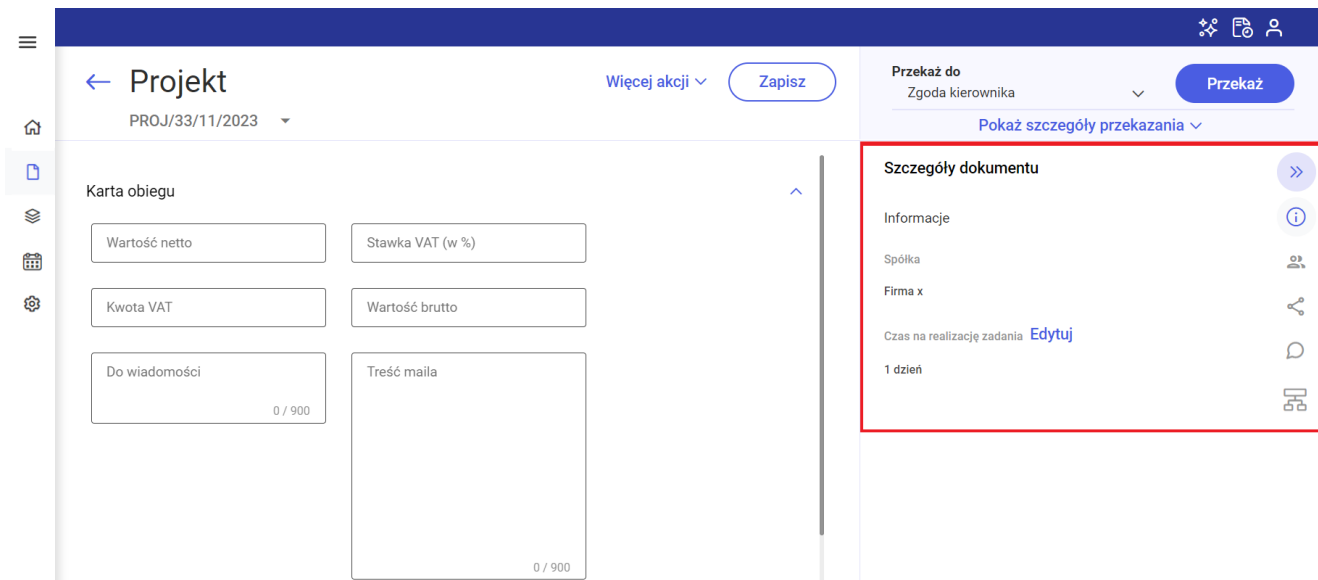 Projekt
Więcej akcji
Zapisz
PROJ/33/11/2023
Przekaż do
Zgoda kierownika
Przekaż
Pokaż szczegóły przekazania
Karta obiegu
Wartość netto
Stawka VAT (w %)
Kwota VAT
Wartość brutto
Do wiadomości
0 / 900
Treść maila
0 / 900
Szczegóły dokumentu
Informacje
Spółka
Firma x
Czas na realizację zadania Edytuj
1 dzień